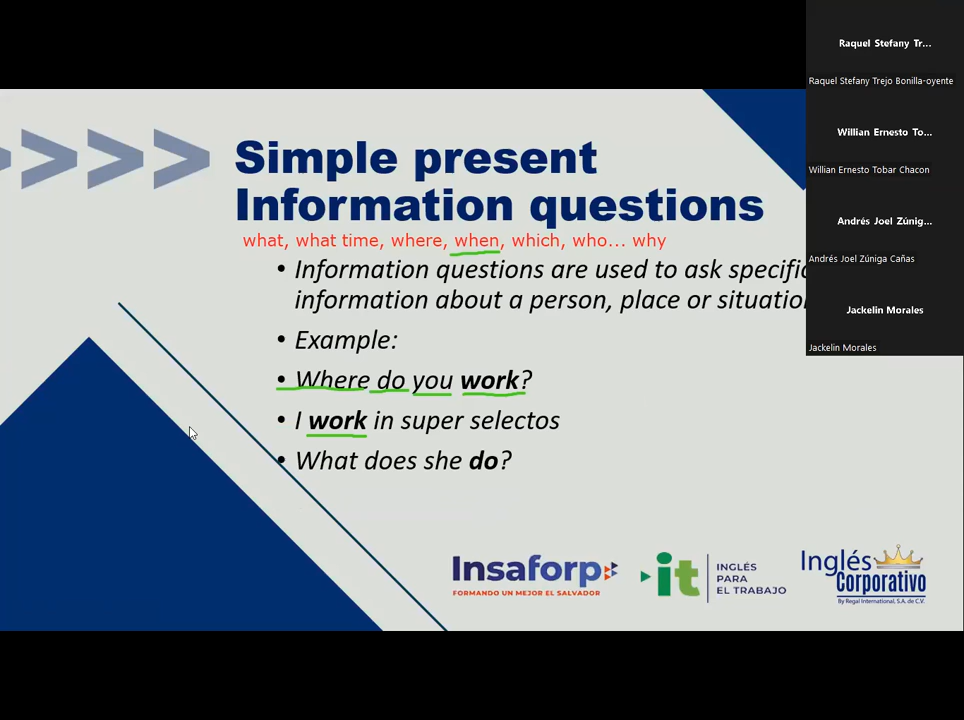 Raquel Stefany Tr...
Raquel Stefany Trejo Bonilla-oyente
Willian Ernesto To...
Willian Ernesto Tobar Chacon
Andrés Joel Zúnig...
Andrés Joel Zúniga Cañas
Jackelin Morales
Jackelin Morales
>>>>
Simple present
Information questions
what, what time, where, when, which, who... why
• Information questions are used to ask specific
information about a person, place or situation
• Example:
• Where do you work?
• I work in super selectos
• What does she do?
Insaforp
FORMANDO UN MEJOR EL SALVADOR
it
INGLÉS
PARA
EL TRABAJO
Inglés
Corporativo
By Regal International, S.A. de C.V.